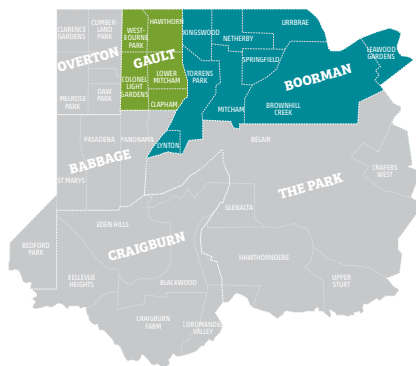 CLARENCE
GARDENS
CUMBER-
LAND
PARK
WEST-
BOURNE
PARK
HAWTHORN
KINGSWOOD
NETHERBY
URRBRAE
OVERTON
GAULT
SPRINGFIELD
LEAWOOD
GARDENS
MELROSE
PARK
DAW
PARK
COLONEL
LIGHT
GARDENS
LOWER
MITCHAM
TORRENS
PARK
BOORMAN
CLAPHAM
MITCHAM
BROWNHILL
CREEK
PASADENA
PANORAMA
LYNTON
BELAIR
BABBAGE
ST MARYS
THE PARK
CRAFERS
WEST
GLENALTA
EDEN HILLS
CRAIGBURN
BEDFORD
PARK
HAWTHORNDENE
BELLEVUE
HEIGHTS
BLACKWOOD
UPPER
STURT
CRAIGBURN
FARM
COROMANDEL
VALLEY